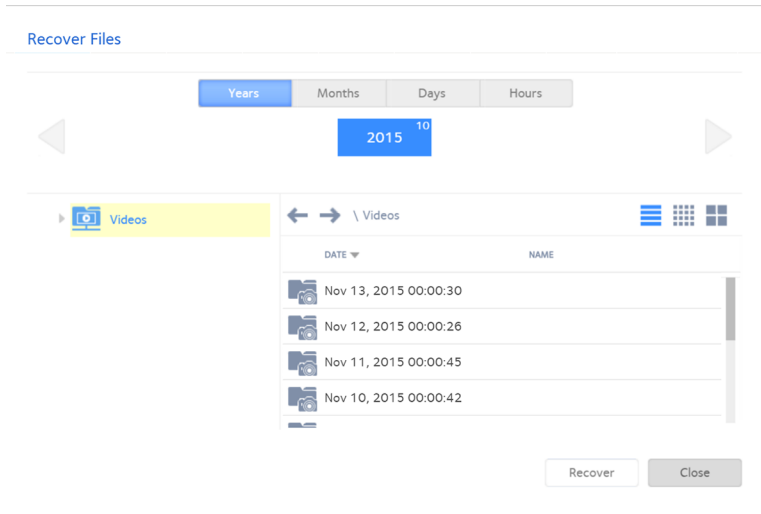 Recover Files
Years Months Days Hours
2015 10
Videos
\ Videos
DATE NAME
Nov 13, 2015 00:00:30
Nov 12, 2015 00:00:26
Nov 11, 2015 00:00:45
Nov 10, 2015 00:00:42
Recover Close